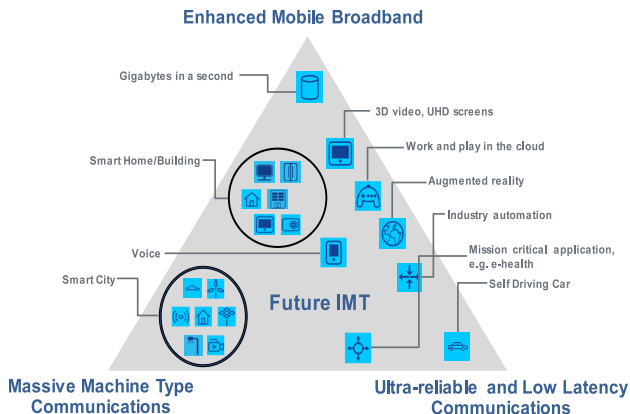 Enhanced Mobile Broadband
Gigabytes in a second
3D video, UHD screens
Smart Home/Building
Work and play in the cloud
Augmented reality
Industry automation
Voice
Mission critical application,
e.g. e-health
Smart City
Self Driving Car
Future IMT
Massive Machine Type
Communications
Ultra-reliable and Low Latency
Communications